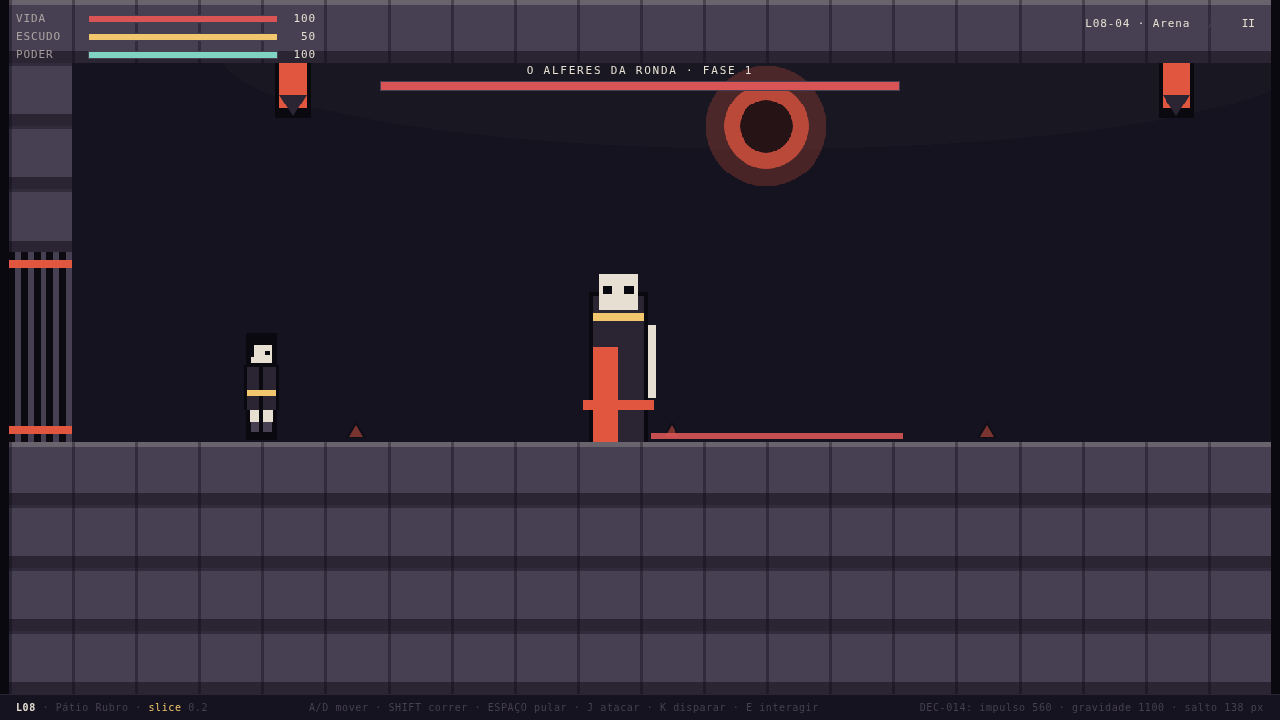 VIDA 100
ESCUDO 50
PODER 100
L08-04 · Arena II
O ALFERES DA RONDA · FASE 1
L08 · Pátio Rubro · slice 0.2
A/D mover · SHIFT correr · ESPAÇO pular · J atacar · K disparar · E interagir
DEC-014: impulso 560 · gravidade 1100 · salto 138 px